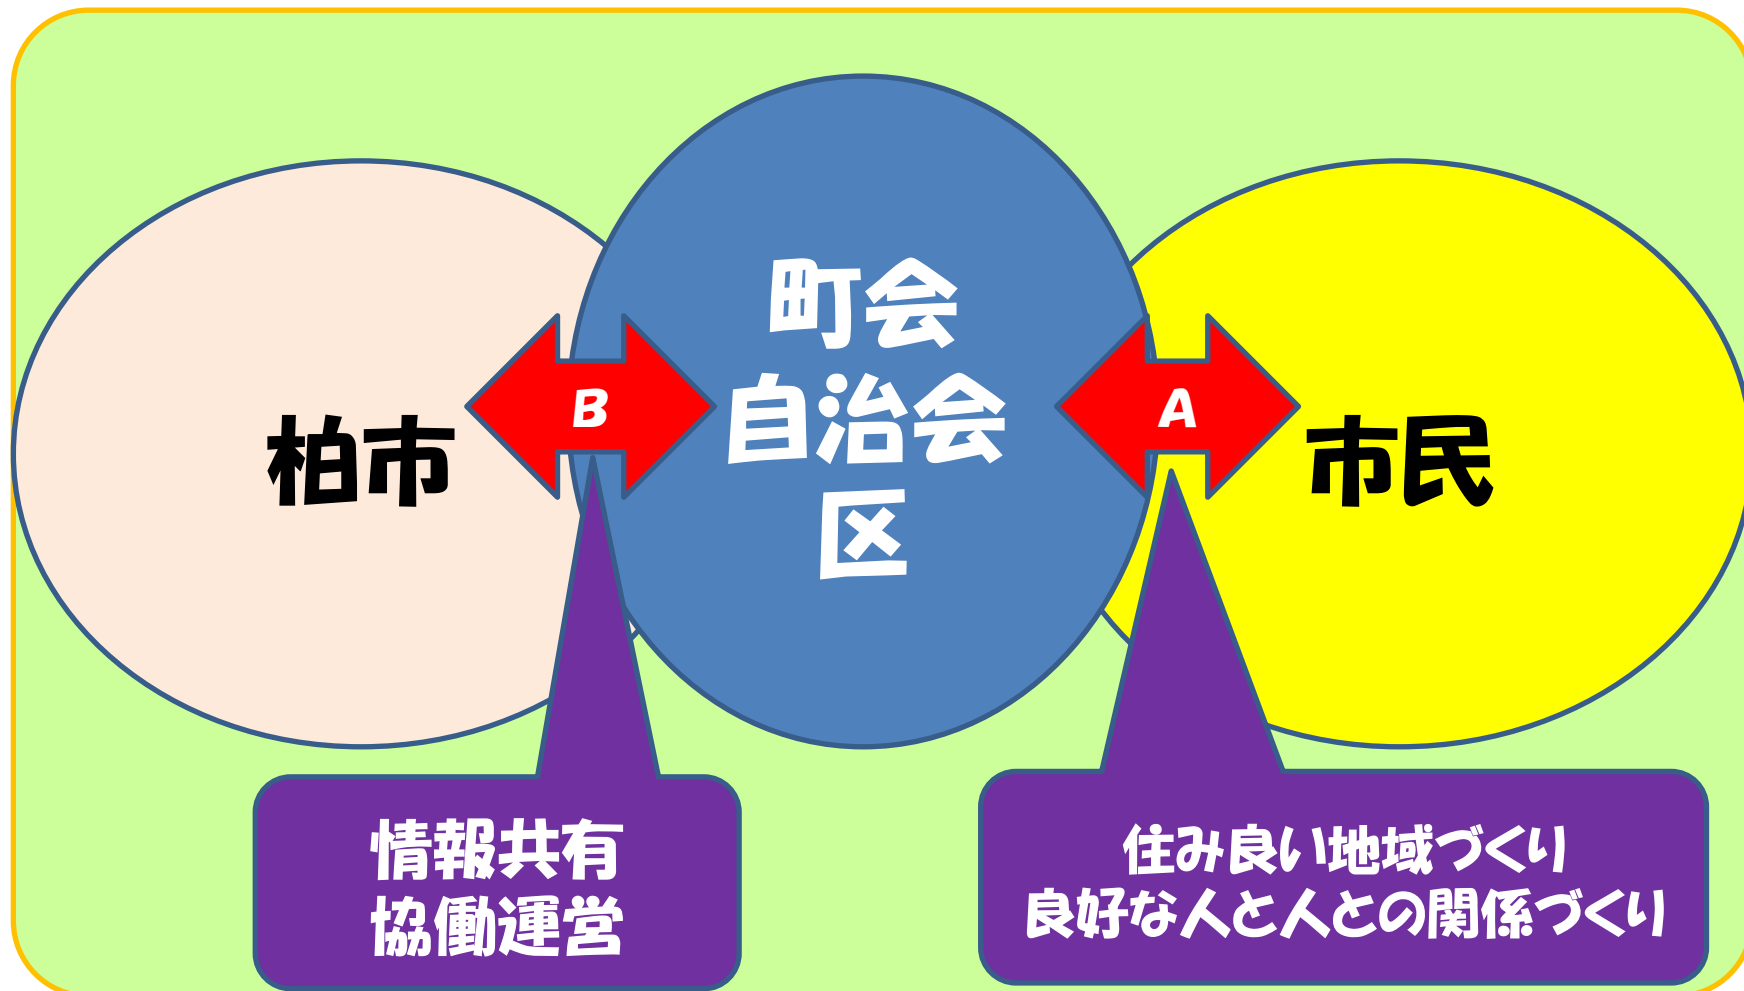 町会
自治会
区
柏市
B
A
市民
情報共有
協働運営
住み良い地域づくり
良好な人と人との関係づくり